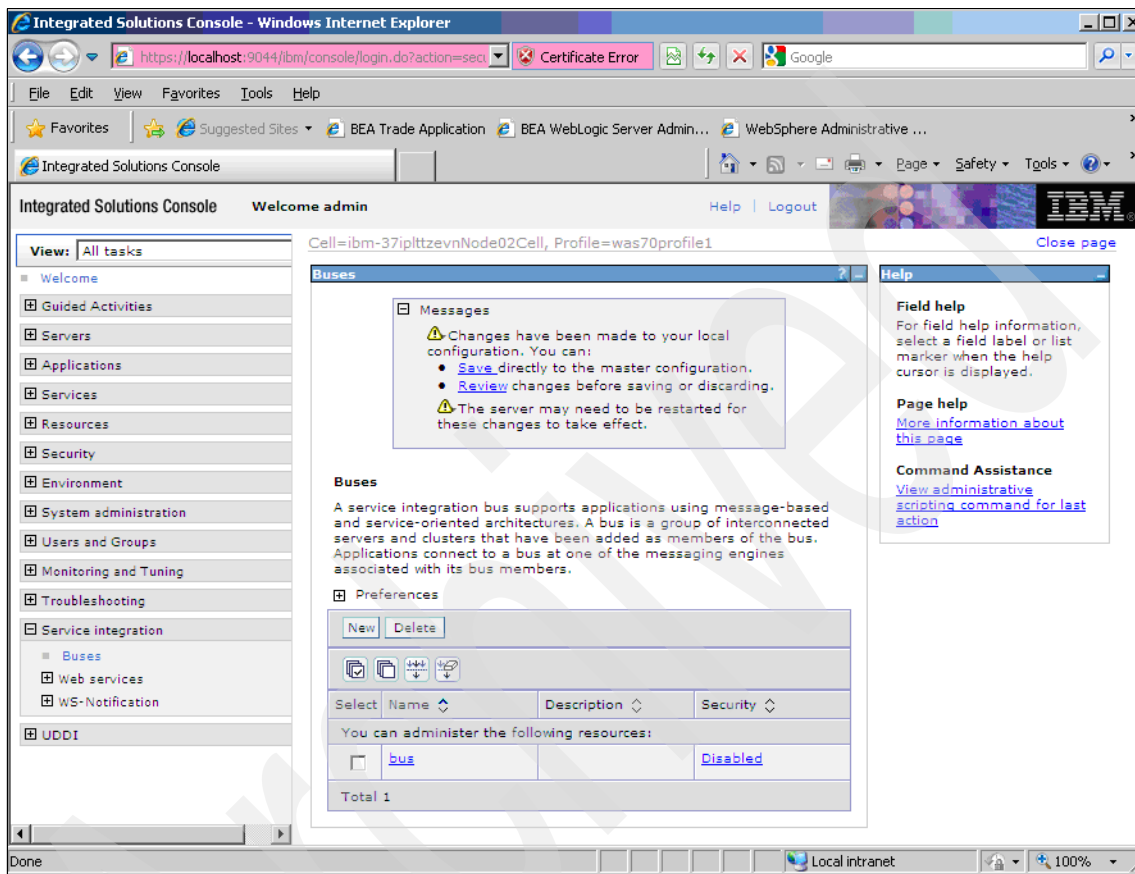 Integrated Solutions Console - Windows Internet Explorer
https://localhost:9044/ibm/console/login.do?action=secu
Certificate Error
Google
File Edit View Favorites Tools Help
Favorites
Suggested Sites
BEA Trade Application
BEA WebLogic Server Admin...
WebSphere Administrative ...
Integrated Solutions Console
Page Safety Tools
Integrated Solutions Console Welcome admin
Help | Logout
IBM®
View: All tasks
Welcome
Guided Activities
Servers
Applications
Services
Resources
Security
Environment
System administration
Users and Groups
Monitoring and Tuning
Troubleshooting
Service integration
Buses
Web services
WS-Notification
UDDI
Cell=ibm-37iplttzevnNode02Cell, Profile=was70profile1
Close page
Buses
?
Messages
Changes have been made to your local
configuration. You can:
• Save directly to the master configuration.
• Review changes before saving or discarding.
The server may need to be restarted for
these changes to take effect.
Buses
A service integration bus supports applications using message-based
and service-oriented architectures. A bus is a group of interconnected
servers and clusters that have been added as members of the bus.
Applications connect to a bus at one of the messaging engines
associated with its bus members.
Preferences
New Delete
Select Name Description Security
You can administer the following resources:
bus Disabled
Total 1
Help
Field help
For field help information,
select a field label or list
marker when the help
cursor is displayed.
Page help
More information about
this page
Command Assistance
View administrative
scripting command for last
action
Done
Local intranet
100%
Archived